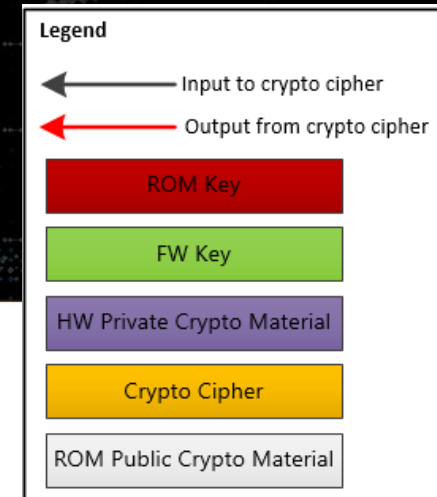 Legend
Input to crypto cipher
Output from crypto cipher
ROM Key
FW Key
HW Private Crypto Material
Crypto Cipher
ROM Public Crypto Material